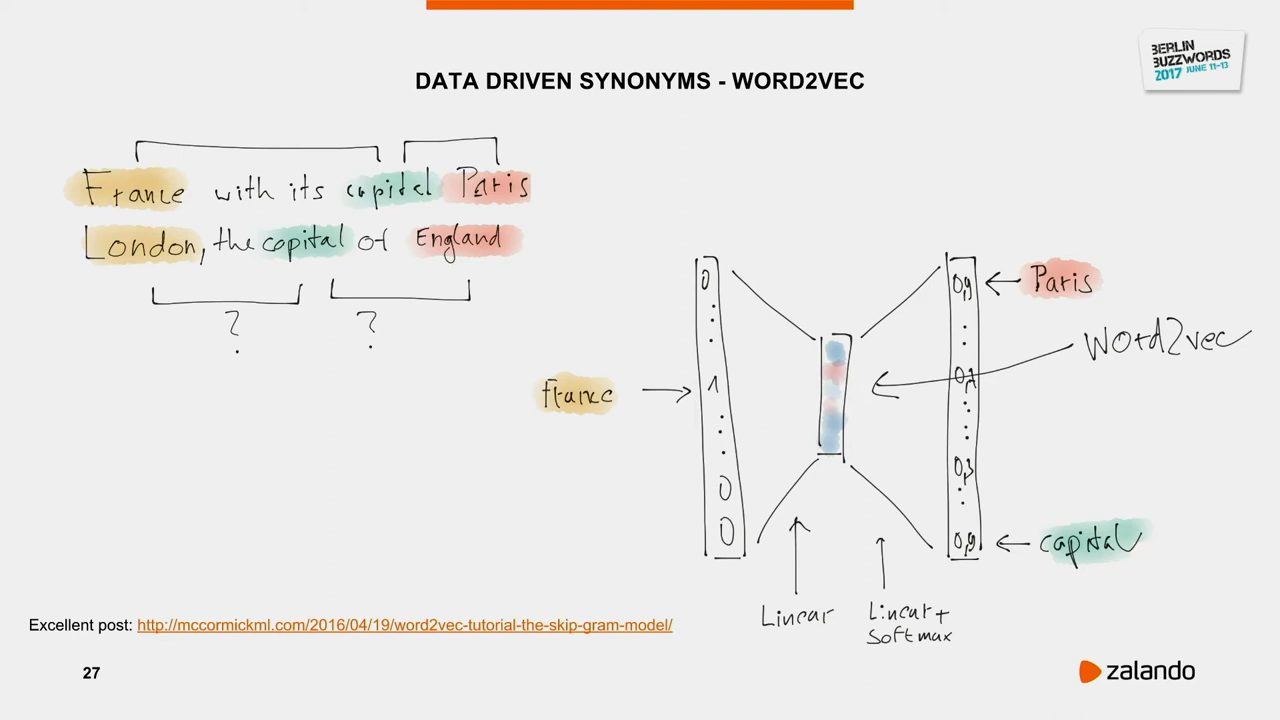 BERLIN
BUZZWORDS
2017 JUNE 11-13
DATA DRIVEN SYNONYMS - WORD2VEC
France with its capital Paris
London, the capital of England
? ?
0
1
0
0
France
0,9
0,1
0,3
0,9
Paris
Word2vec
capital
Linear
Linear +
Softmax
Excellent post: http://mccormickml.com/2016/04/19/word2vec-tutorial-the-skip-gram-model/
27
zalando